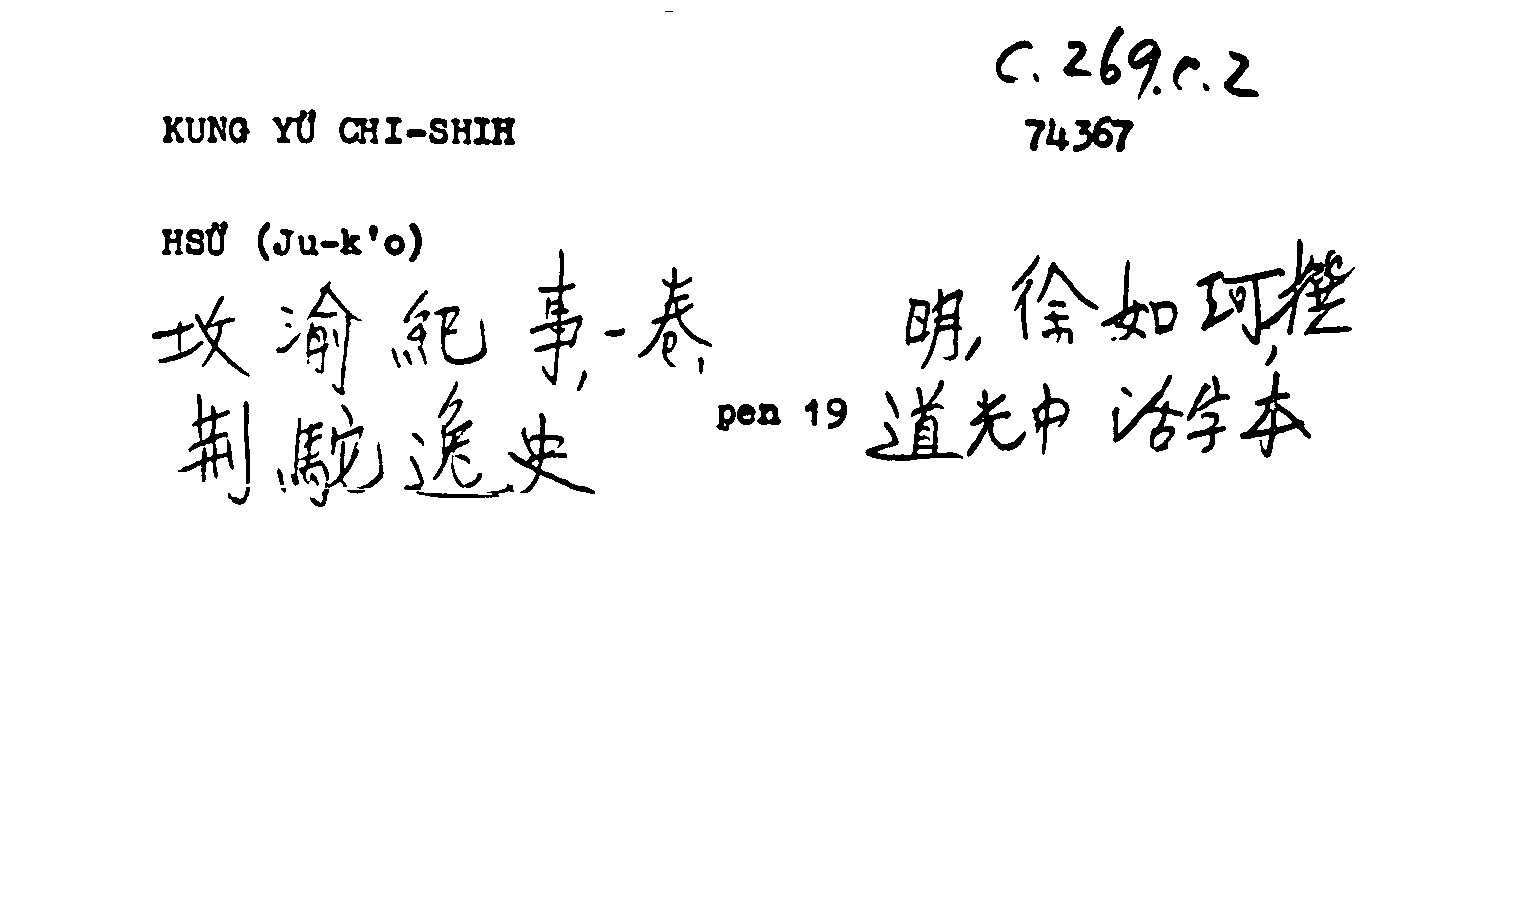 C.269.c.2
KUNG YÜ CHI-SHIH 74367
HSÜ (Ju-k'o)
攻渝紀事,一卷, 明,徐如珂,撰
荆駝逸史 pen 19 道光中活字本